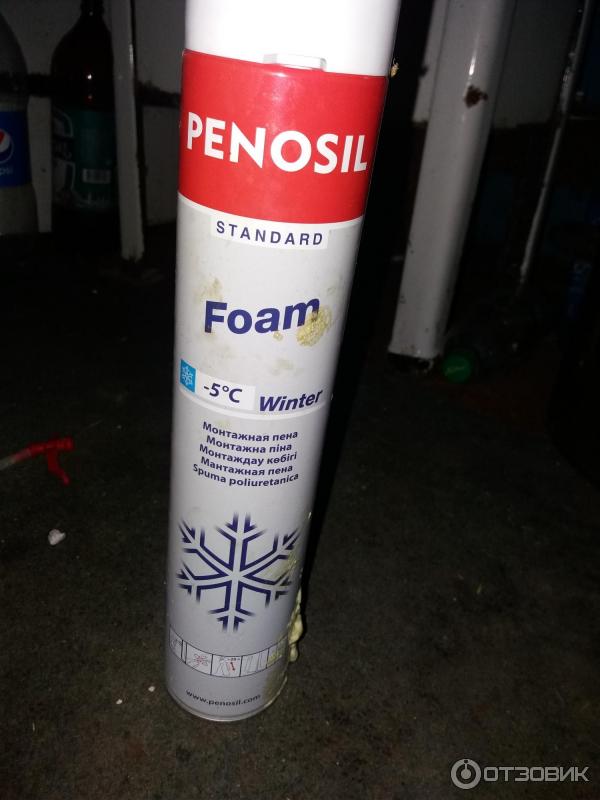 PENOSIL
STANDARD
Foam
-5°C Winter
Монтажная пена
Монтажна піна
Монтаждау көбігі
Мантажная пена
Spuma poliuretanica
www.penosil.com
pepsi
ОТЗОВИК